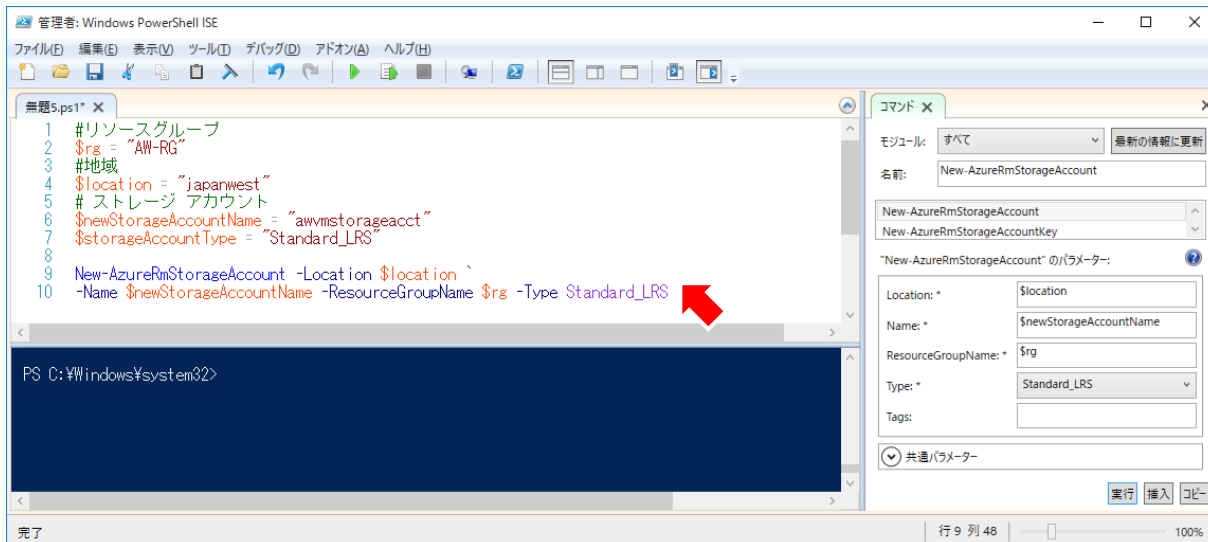 管理者: Windows PowerShell ISE
ファイル(F) 編集(E) 表示(V) ツール(T) デバッグ(D) アドオン(A) ヘルプ(H)
無題5.ps1* X
1 #リソースグループ
2 $rg = "AW-RG"
3 #地域
4 $location = "japanwest"
5 # ストレージ アカウント
6 $newStorageAccountName = "awvmstorageacct"
7 $storageAccountType = "Standard_LRS"
8
9 New-AzureRmStorageAccount -Location $location `
10 -Name $newStorageAccountName -ResourceGroupName $rg -Type Standard_LRS
PS C:¥Windows¥system32>
コマンド X
モジュール: すべて 最新の情報に更新
名前: New-AzureRmStorageAccount
New-AzureRmStorageAccount
New-AzureRmStorageAccountKey
"New-AzureRmStorageAccount" のパラメーター:
Location: * $location
Name: * $newStorageAccountName
ResourceGroupName: * $rg
Type: * Standard_LRS
Tags:
共通パラメーター
実行 挿入 コピー
完了 行 9 列 48 100%